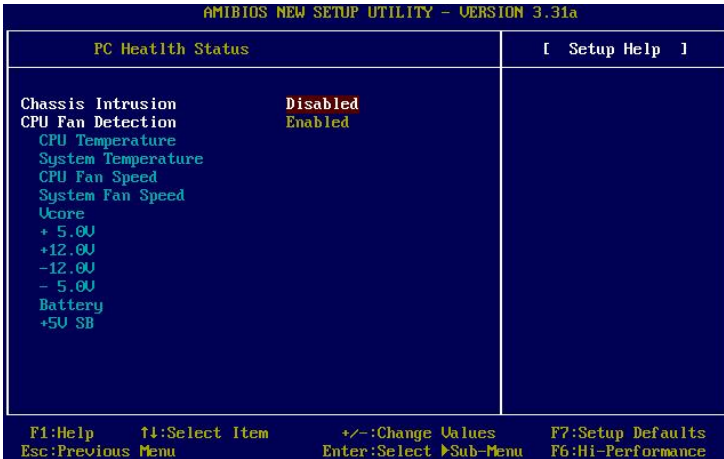 AMIBIOS NEW SETUP UTILITY - VERSION 3.31a
PC Heatlth Status
[ Setup Help ]
Chassis Intrusion Disabled
CPU Fan Detection Enabled
CPU Temperature
System Temperature
CPU Fan Speed
System Fan Speed
Vcore
+ 5.0V
+12.0V
-12.0V
- 5.0V
Battery
+5V SB
F1:Help ↑↓:Select Item +/-:Change Values F7:Setup Defaults
Esc:Previous Menu Enter:Select ▶Sub-Menu F6:Hi-Performance